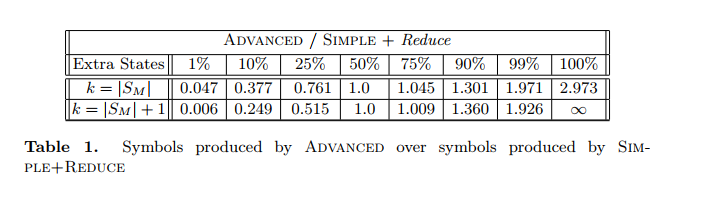 ADVANCED / SIMPLE + Reduce
Extra States 1% 10% 25% 50% 75% 90% 99% 100%
k = |S_M| 0.047 0.377 0.761 1.0 1.045 1.301 1.971 2.973
k = |S_M| + 1 0.006 0.249 0.515 1.0 1.009 1.360 1.926 ∞
Table 1. Symbols produced by ADVANCED over symbols produced by SIM-
PLE+REDUCE